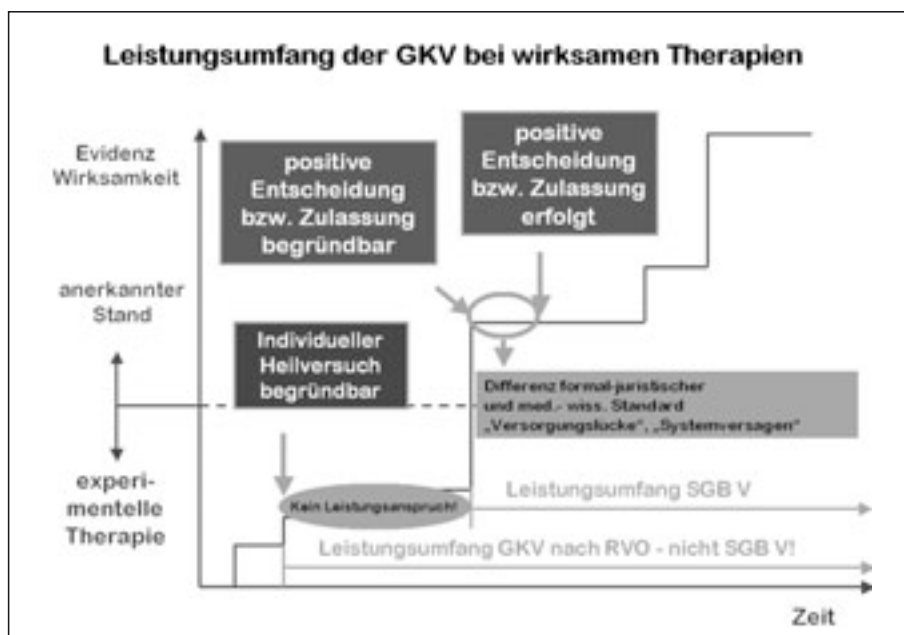 Leistungsumfang der GKV bei wirksamen Therapien
Evidenz
Wirksamkeit
positive
Entscheidung
bzw. Zulassung
begründbar
positive
Entscheidung
bzw. Zulassung
erfolgt
anerkannter
Stand
Individueller
Heilversuch
begründbar
Differenz formal-juristischer
und med.- wiss. Standard
„Versorgungslücke“, „Systemversagen“
experi-
mentelle
Therapie
Kein Leistungsanspruch!
Leistungsumfang SGB V
Leistungsumfang GKV nach RVO - nicht SGB V!
Zeit